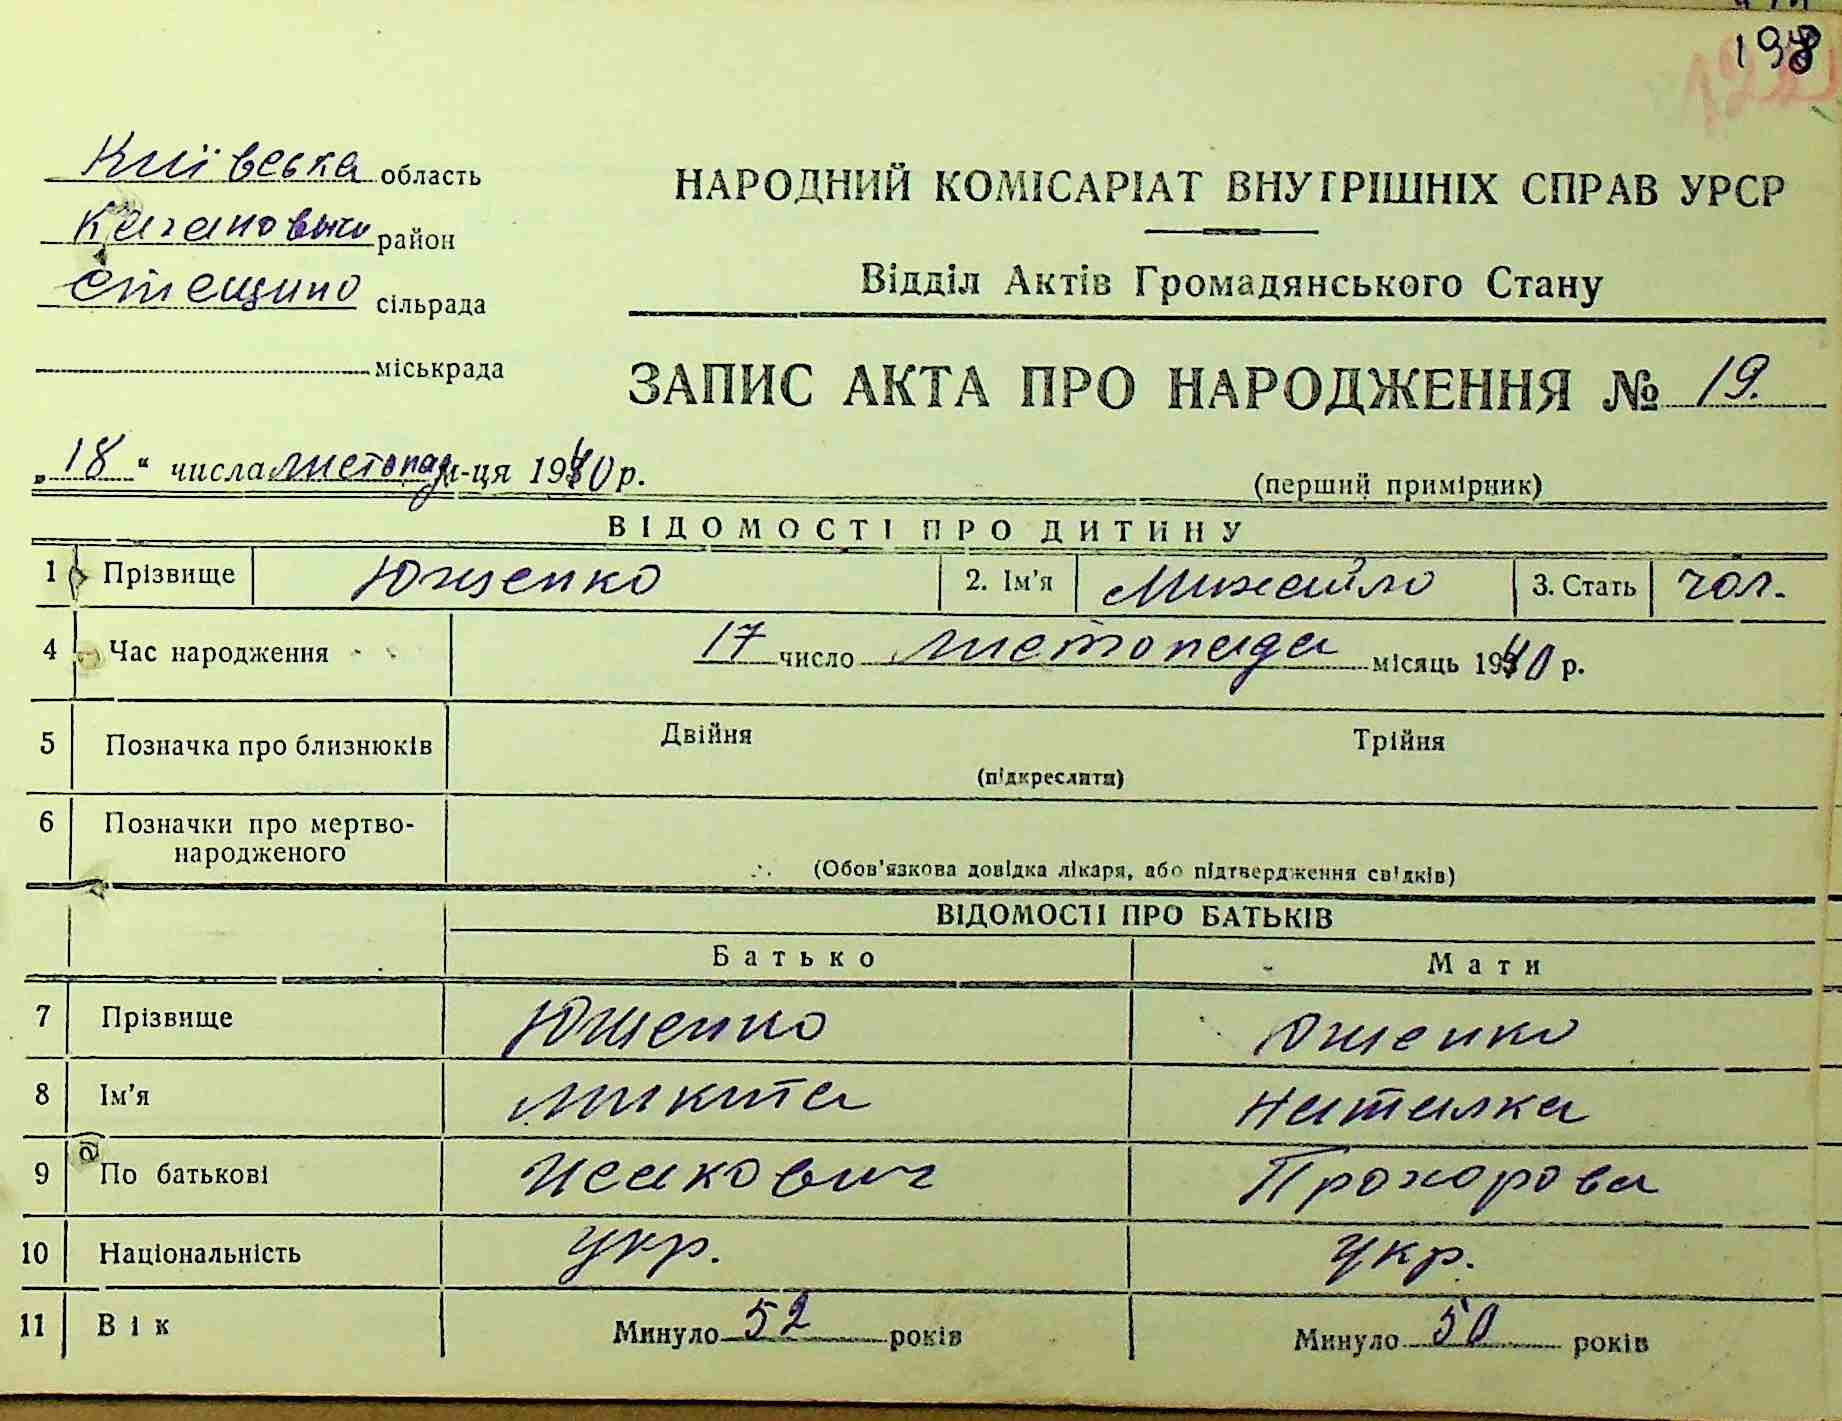 198
122
Київська область
НАРОДНИЙ КОМІСАРІАТ ВНУТРІШНІХ СПРАВ УРСР
Кагановичи район
Відділ Актів Громадянського Стану
Стещино сільрада
міськрада
ЗАПИС АКТА ПРО НАРОДЖЕННЯ № 19.
„18“ числа листопад м-ця 1940 р.
(перший примірник)
ВІДОМОСТІ ПРО ДИТИНУ
1 Прізвище Ющенко 2. Ім'я Михайло 3. Стать чол.
4 Час народження 17 число листопада місяць 1940 р.
5 Позначка про близнюків Двійня Трійня
(підкреслити)
6 Позначки про мертво-
народженого
(Обов'язкова довідка лікаря, або підтвердження свідків)
ВІДОМОСТІ ПРО БАТЬКІВ
Батько Мати
7 Прізвище Ющенко Ющенко
8 Ім'я Микита Наталка
9 По батькові Исакович Прохорова
10 Національність укр. укр.
11 Вік Минуло 52 років Минуло 50 років